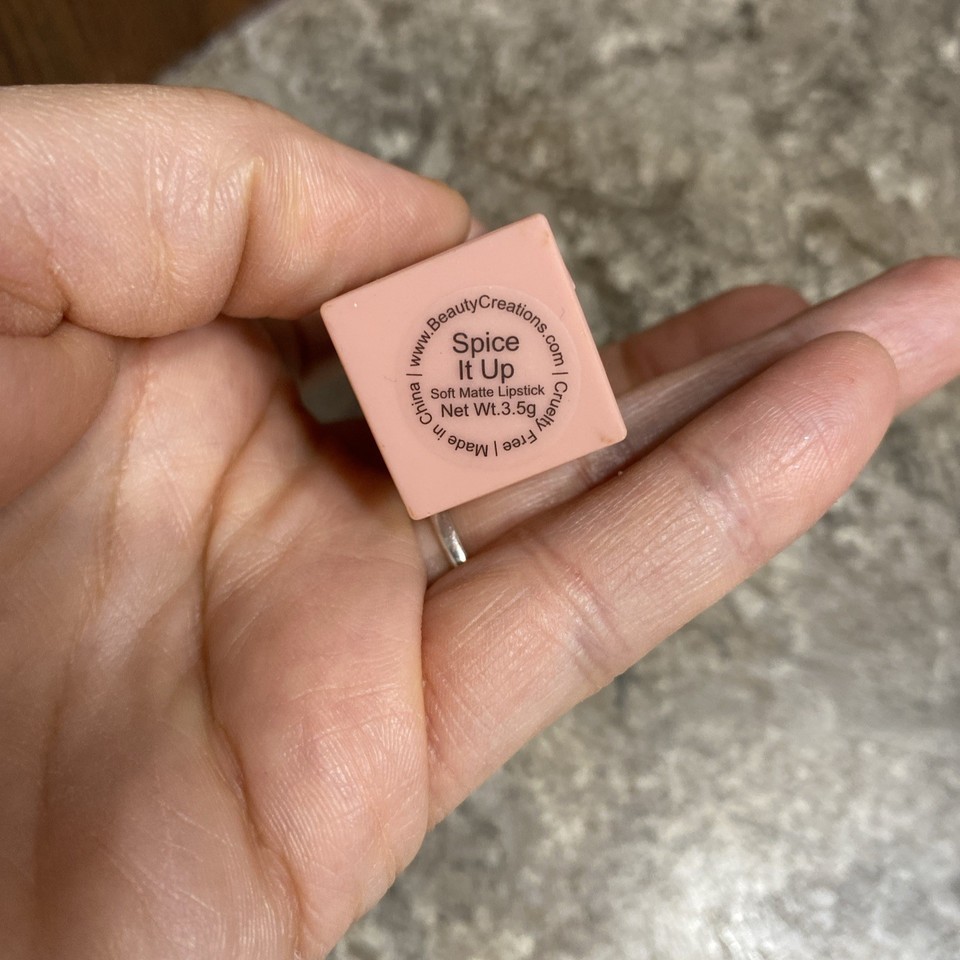 www.BeautyCreations.com | Cruelty Free | Made in China |
Spice
It Up
Soft Matte Lipstick
Net Wt.3.5g